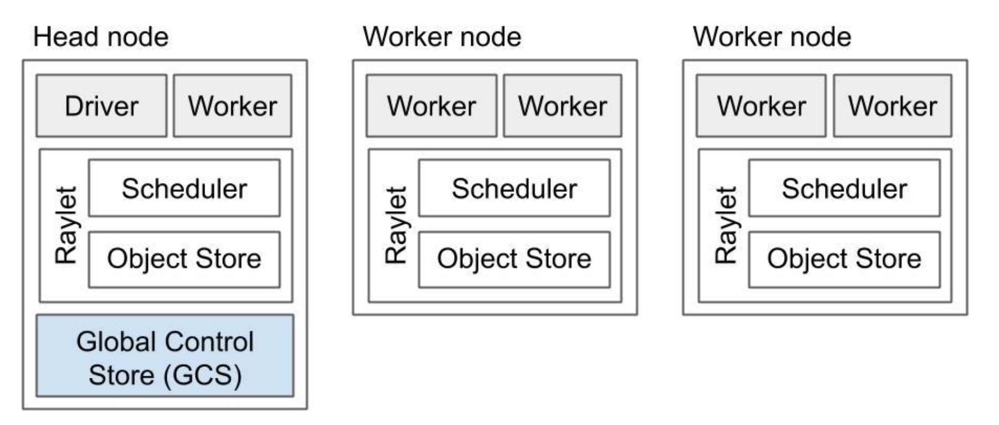 Head node
Driver
Worker
Raylet
Scheduler
Object Store
Global Control
Store (GCS)
Worker node
Worker
Worker
Raylet
Scheduler
Object Store
Worker node
Worker
Worker
Raylet
Scheduler
Object Store